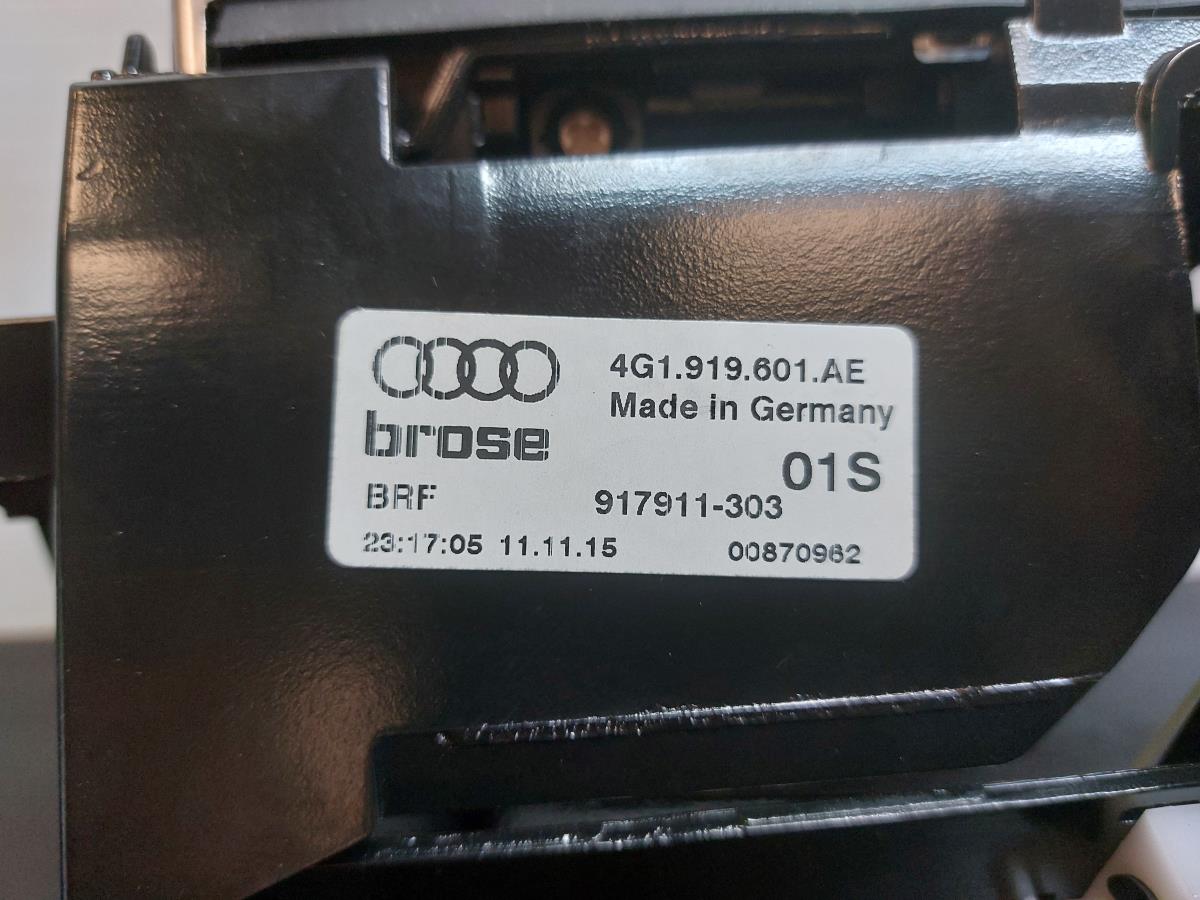 4G1.919.601.AE
Made in Germany
brose
01S
BRF 917911-303
23:17:05 11.11.15 00870962